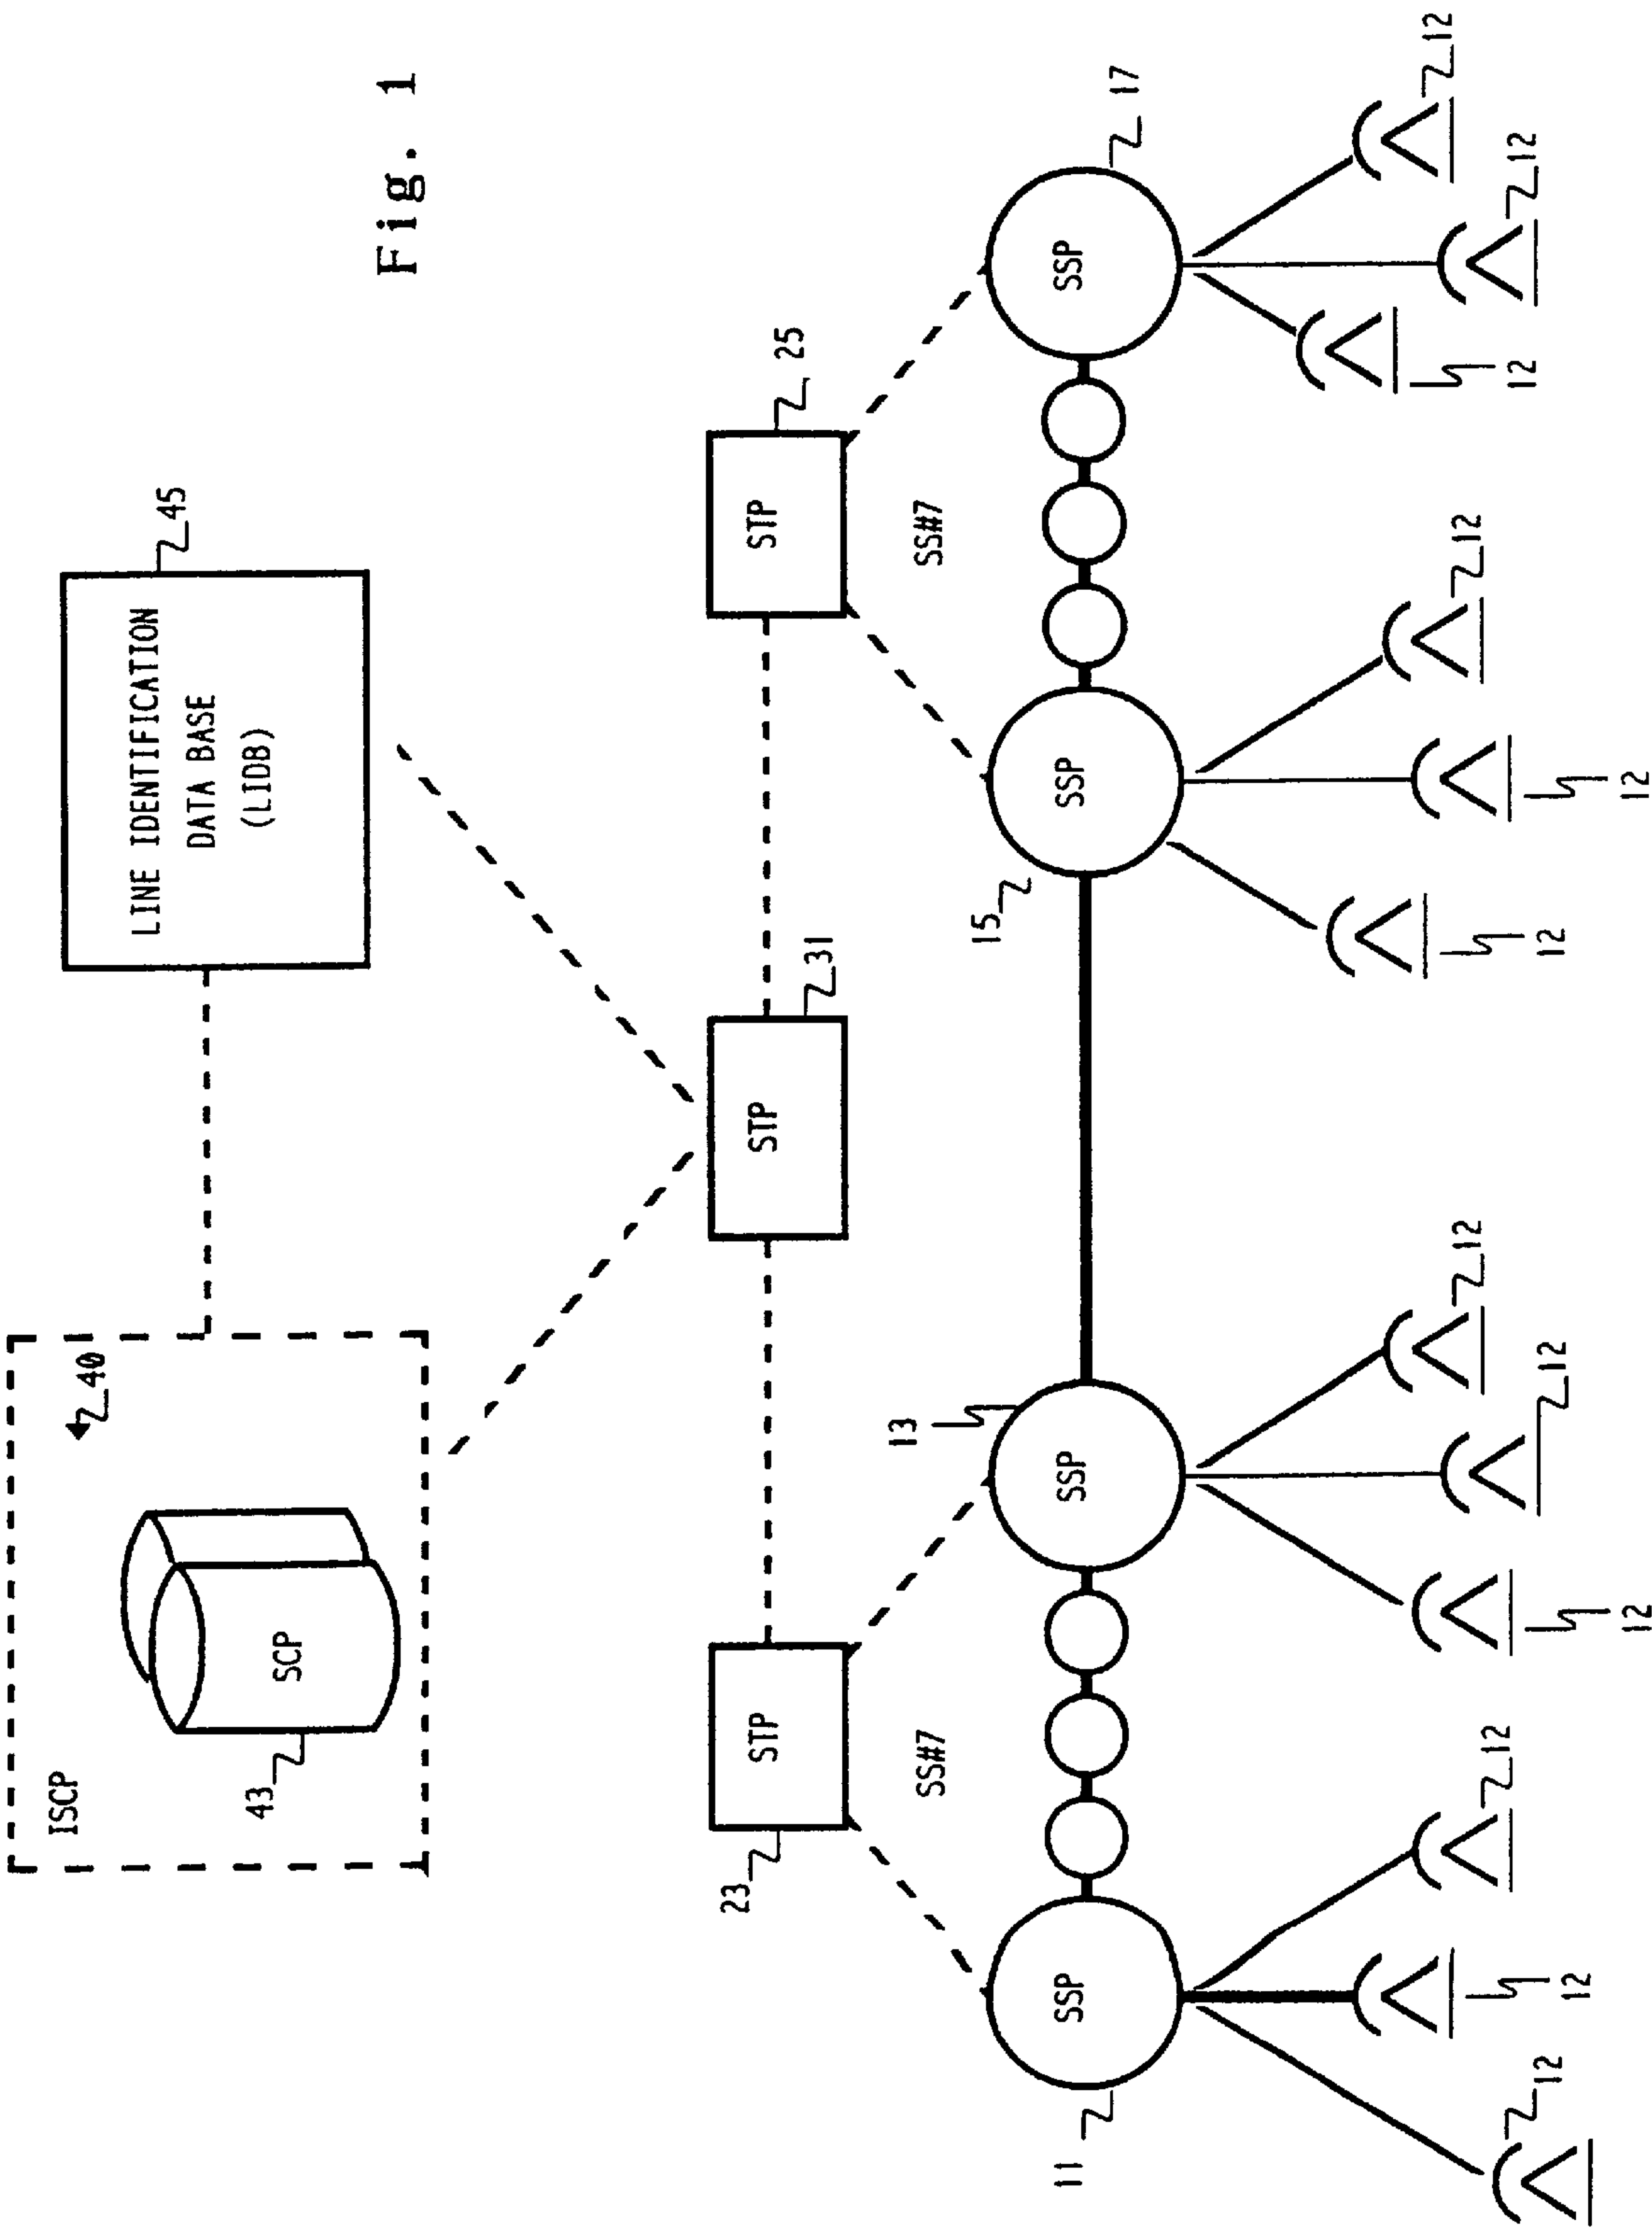 Fig. 1
ISCP
40
43
SCP
LINE IDENTIFICATION
DATA BASE
(LIDB)
45
23
STP
STP
31
STP
25
SS#7
SS#7
11
SSP
13
SSP
15
SSP
SSP
17
12
12
12
12
12
12
12
12
12
12
12
12